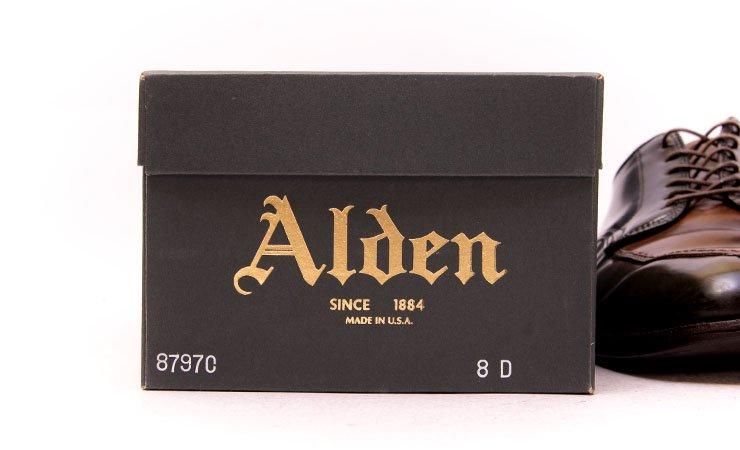 Alden
SINCE 1884
MADE IN U.S.A.
8797C 8 D